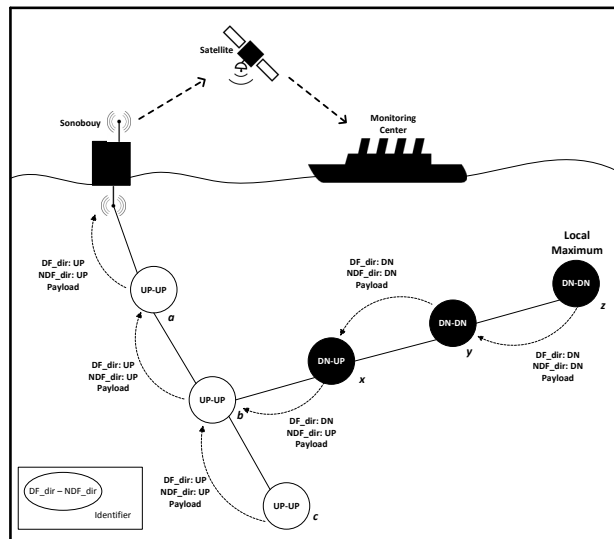 Satellite
Sonobouy
Monitoring
Center
DF_dir: UP
NDF_dir: UP
Payload
UP-UP
a
DF_dir: DN
NDF_dir: DN
Payload
Local
Maximum
DN-DN
z
DN-DN
y
DF_dir: DN
NDF_dir: DN
Payload
DF_dir: UP
NDF_dir: UP
Payload
DN-UP
x
UP-UP
b
DF_dir: DN
NDF_dir: UP
Payload
DF_dir: UP
NDF_dir: UP
Payload
UP-UP
c
DF_dir – NDF_dir
Identifier